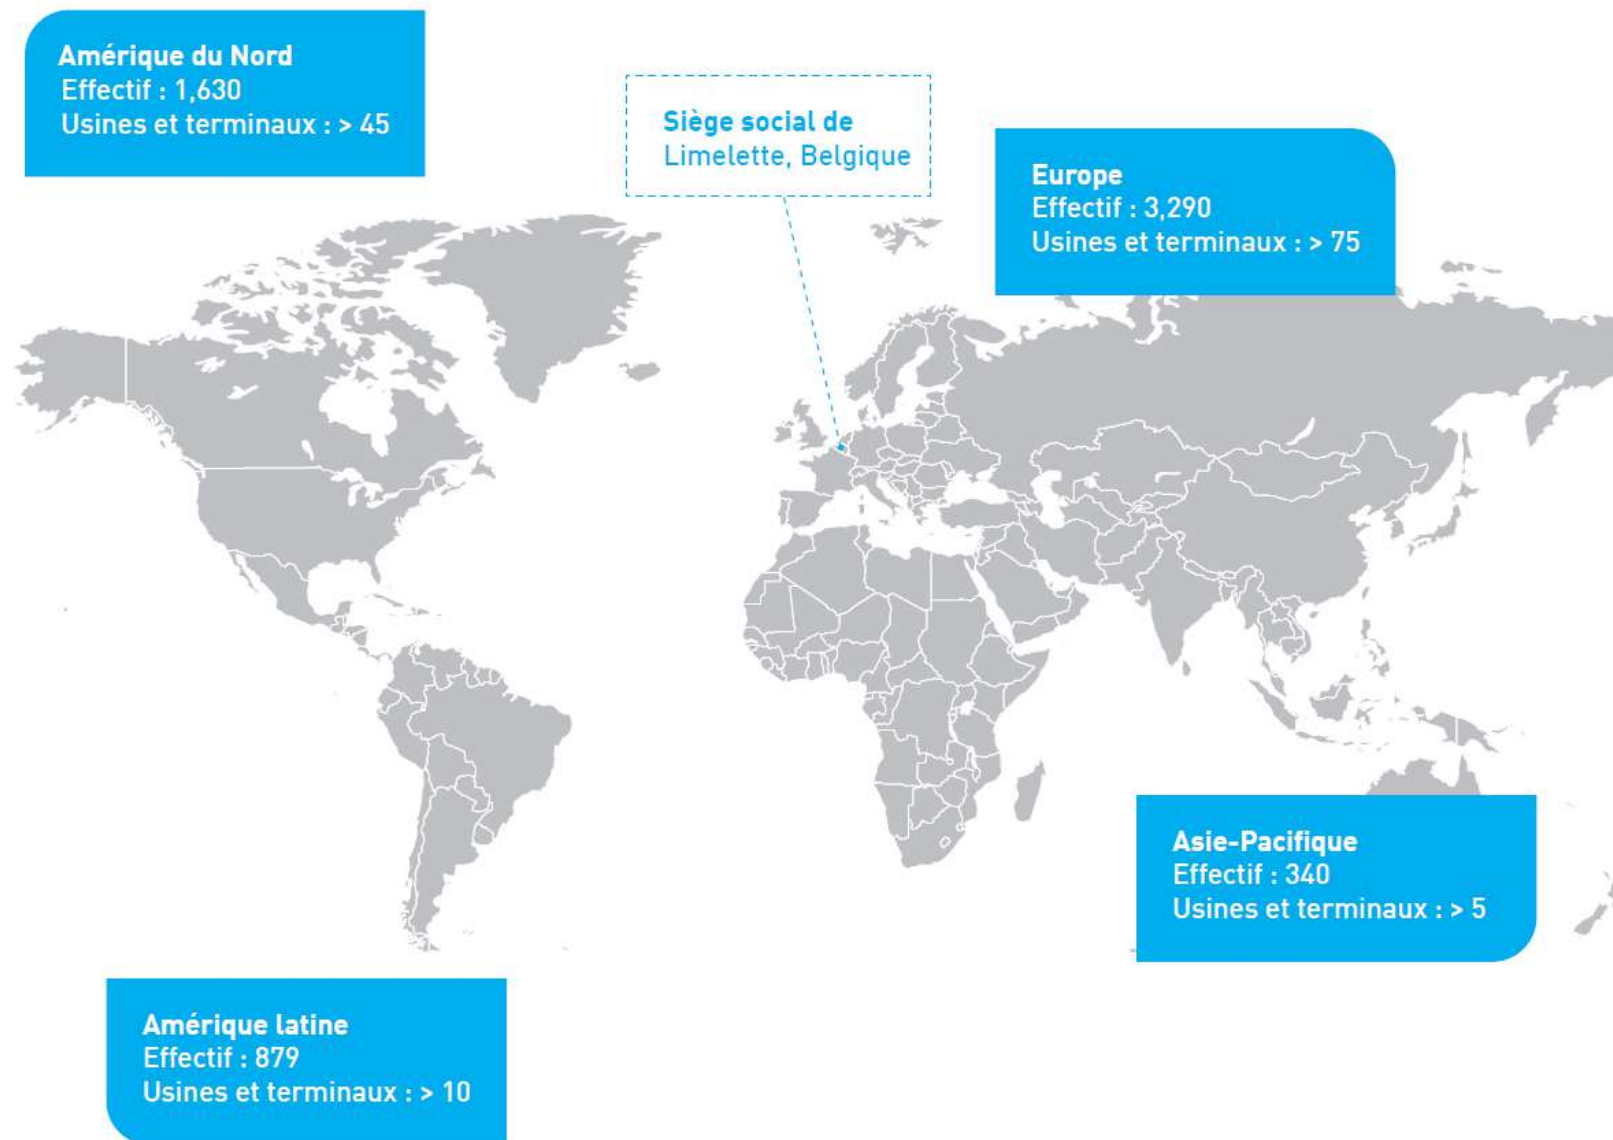 Amérique du Nord
Effectif : 1,630
Usines et terminaux : > 45
Siège social de
Limelette, Belgique
Europe
Effectif : 3,290
Usines et terminaux : > 75
Asie-Pacifique
Effectif : 340
Usines et terminaux : > 5
Amérique latine
Effectif : 879
Usines et terminaux : > 10